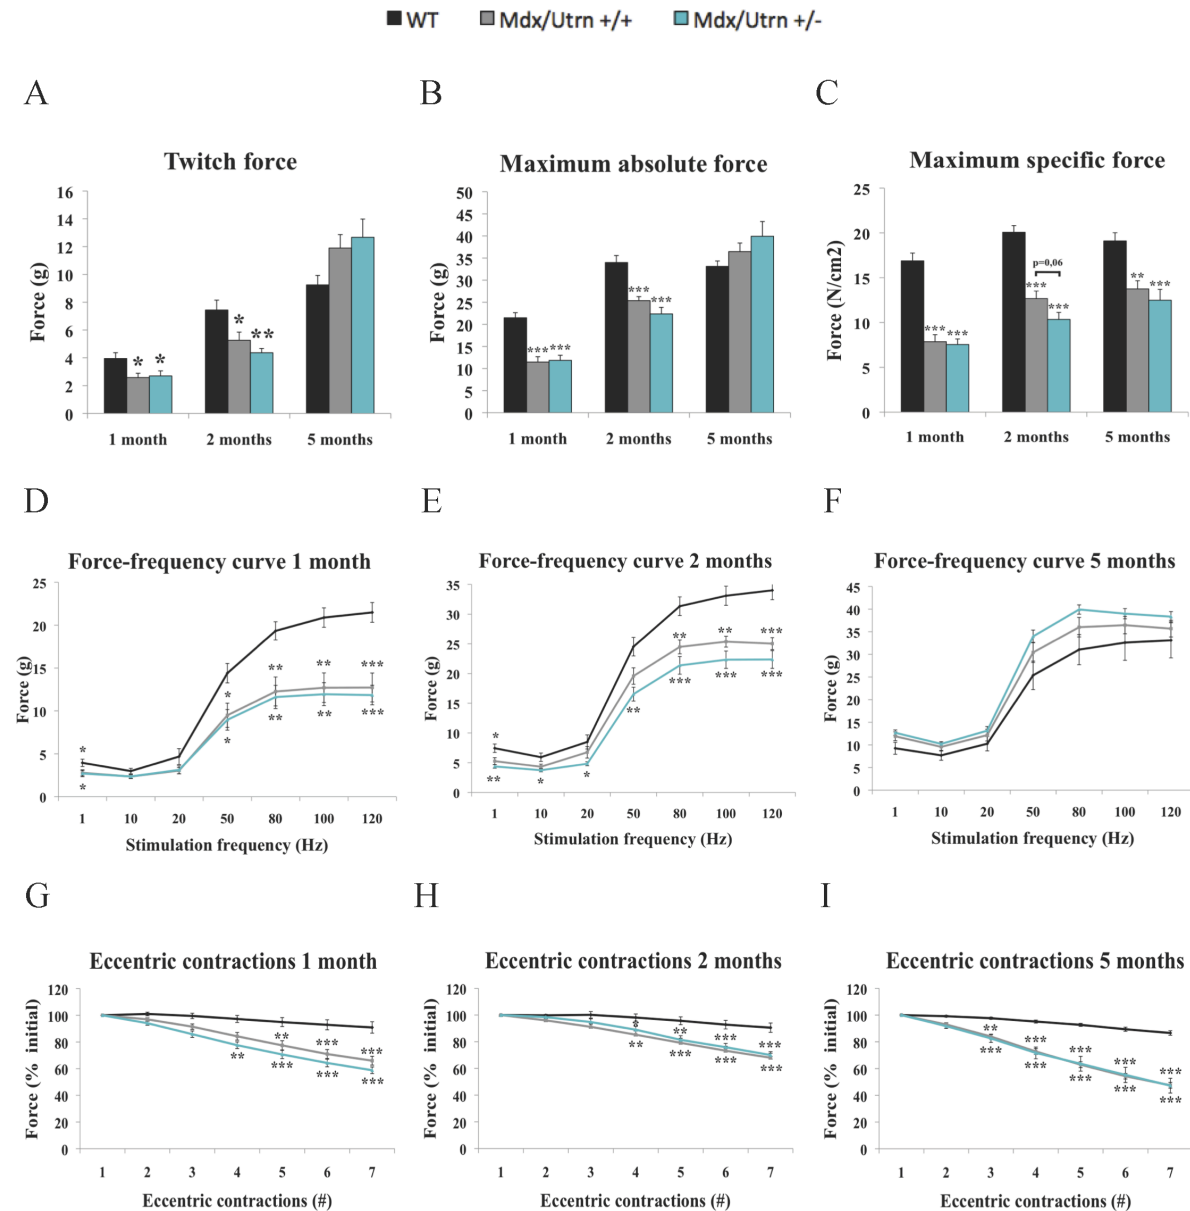 WT Mdx/Utrn +/+ Mdx/Utrn +/-
A
B
C
Twitch force
Maximum absolute force
Maximum specific force
Force (g)
16
14
12
10
8
6
4
2
0
* *
* **
1 month 2 months 5 months
Force (g)
50
45
40
35
30
25
20
15
10
5
0
*** ***
*** ***
1 month 2 months 5 months
Force (N/cm2)
25
20
15
10
5
0
*** ***
p=0,06
*** ***
** ***
1 month 2 months 5 months
D
E
F
Force-frequency curve 1 month
Force-frequency curve 2 months
Force-frequency curve 5 months
Force (g)
25
20
15
10
5
0
* * ** ** ***
* * ** ** ***
1 10 20 50 80 100 120
Stimulation frequency (Hz)
Force (g)
35
30
25
20
15
10
5
0
* ** ** ***
** * * ** *** *** ***
1 10 20 50 80 100 120
Stimulation frequency (Hz)
Force (g)
45
40
35
30
25
20
15
10
5
0
1 10 20 50 80 100 120
Stimulation frequency (Hz)
G
H
I
Eccentric contractions 1 month
Eccentric contractions 2 months
Eccentric contractions 5 months
Force (% initial)
120
100
80
60
40
20
0
** *** ***
** *** *** ***
1 2 3 4 5 6 7
Eccentric contractions (#)
Force (% initial)
120
100
80
60
40
20
0
* ** *** ***
** *** *** ***
1 2 3 4 5 6 7
Eccentric contractions (#)
Force (% initial)
120
100
80
60
40
20
0
** *** *** *** ***
*** *** *** *** ***
1 2 3 4 5 6 7
Eccentric contractions (#)